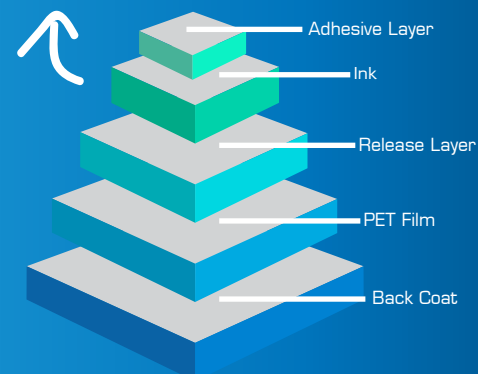 Adhesive Layer
Ink
Release Layer
PET Film
Back Coat